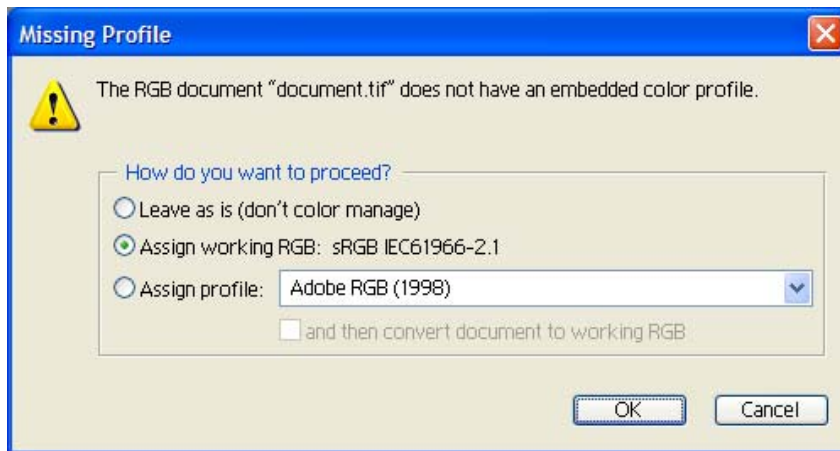 Missing Profile
The RGB document “document.tif” does not have an embedded color profile.
How do you want to proceed?
Leave as is (don't color manage)
Assign working RGB: sRGB IEC61966-2.1
Assign profile: Adobe RGB (1998)
and then convert document to working RGB
OK Cancel